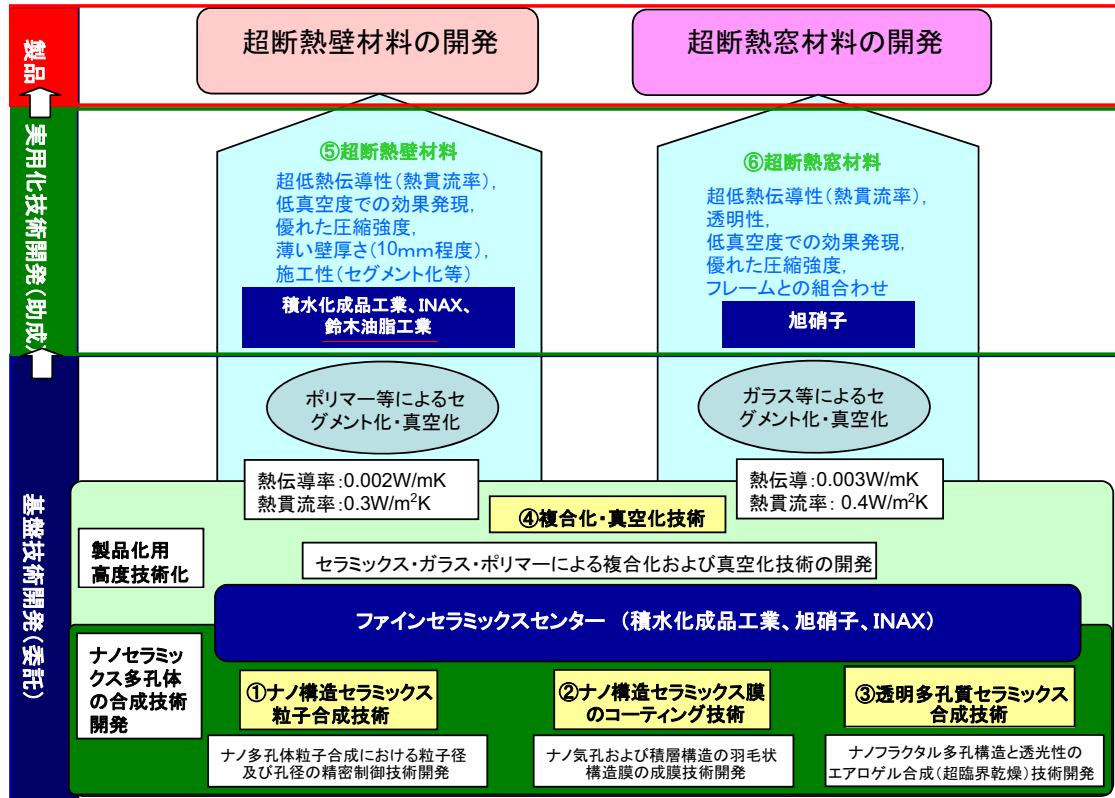 製品
超断熱壁材料の開発
超断熱窓材料の開発
実用化技術開発(助成)
⑤超断熱壁材料
超低熱伝導性(熱貫流率),
低真空度での効果発現,
優れた圧縮強度,
薄い壁厚さ(10mm程度),
施工性(セグメント化等)
積水化成品工業、INAX、
鈴木油脂工業
⑥超断熱窓材料
超低熱伝導性(熱貫流率),
透明性,
低真空度での効果発現,
優れた圧縮強度,
フレームとの組合わせ
旭硝子
基盤技術開発(委託)
ポリマー等によるセ
グメント化・真空化
ガラス等によるセ
グメント化・真空化
熱伝導率:0.002W/mK
熱貫流率:0.3W/m²K
熱伝導:0.003W/mK
熱貫流率: 0.4W/m²K
④複合化・真空化技術
製品化用
高度技術化
セラミックス・ガラス・ポリマーによる複合化および真空化技術の開発
ファインセラミックスセンター (積水化成品工業、旭硝子、INAX)
ナノセラミッ
クス多孔体
の合成技術
開発
①ナノ構造セラミックス
粒子合成技術
②ナノ構造セラミックス膜
のコーティング技術
③透明多孔質セラミックス
合成技術
ナノ多孔体粒子合成における粒子径
及び孔径の精密制御技術開発
ナノ気孔および積層構造の羽毛状
構造膜の成膜技術開発
ナノフラクタル多孔構造と透光性の
エアロゲル合成(超臨界乾燥)技術開発